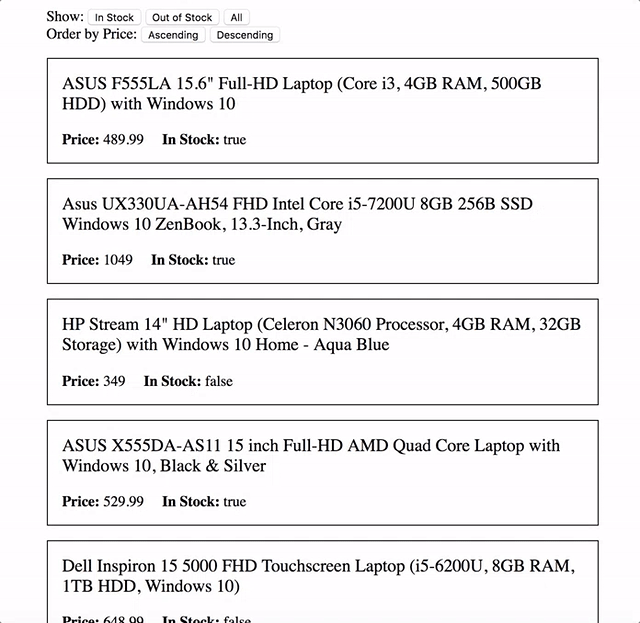 Show: In Stock Out of Stock All
Order by Price: Ascending Descending
ASUS F555LA 15.6" Full-HD Laptop (Core i3, 4GB RAM, 500GB
HDD) with Windows 10
Price: 489.99 In Stock: true
Asus UX330UA-AH54 FHD Intel Core i5-7200U 8GB 256B SSD
Windows 10 ZenBook, 13.3-Inch, Gray
Price: 1049 In Stock: true
HP Stream 14" HD Laptop (Celeron N3060 Processor, 4GB RAM, 32GB
Storage) with Windows 10 Home - Aqua Blue
Price: 349 In Stock: false
ASUS X555DA-AS11 15 inch Full-HD AMD Quad Core Laptop with
Windows 10, Black & Silver
Price: 529.99 In Stock: true
Dell Inspiron 15 5000 FHD Touchscreen Laptop (i5-6200U, 8GB RAM,
1TB HDD, Windows 10)
Price: 648.99 In Stock: false